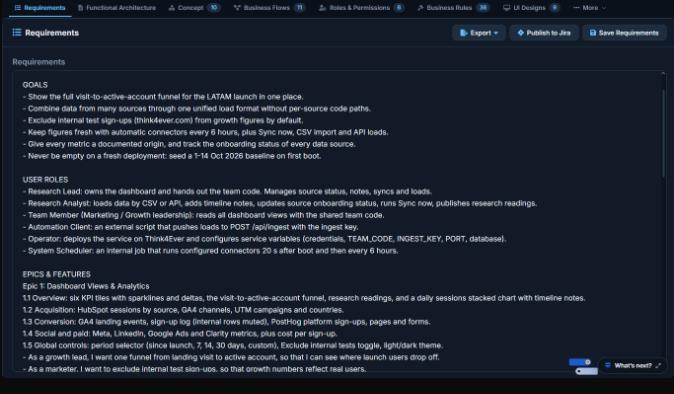 Requirements
Functional Architecture
Concept 10
Business Flows 11
Roles & Permissions 6
Business Rules 36
UI Designs 9
More
Requirements
Export
Publish to Jira
Save Requirements
Requirements
GOALS
- Show the full visit-to-active-account funnel for the LATAM launch in one place.
- Combine data from many sources through one unified load format without per-source code paths.
- Exclude internal test sign-ups (think4ever.com) from growth figures by default.
- Keep figures fresh with automatic connectors every 6 hours, plus Sync now, CSV import and API loads.
- Give every metric a documented origin, and track the onboarding status of every data source.
- Never be empty on a fresh deployment: seed a 1-14 Oct 2026 baseline on first boot.
USER ROLES
- Research Lead: owns the dashboard and hands out the team code. Manages source status, notes, syncs and loads.
- Research Analyst: loads data by CSV or API, adds timeline notes, updates source onboarding status, runs Sync now, publishes research readings.
- Team Member (Marketing / Growth leadership): reads all dashboard views with the shared team code.
- Automation Client: an external script that pushes loads to POST /api/ingest with the ingest key.
- Operator: deploys the service on Think4Ever and configures service variables (credentials, TEAM_CODE, INGEST_KEY, PORT, database).
- System Scheduler: an internal job that runs configured connectors 20 s after boot and then every 6 hours.
EPICS & FEATURES
Epic 1: Dashboard Views & Analytics
1.1 Overview: six KPI tiles with sparklines and deltas, the visit-to-active-account funnel, research readings, and a daily sessions stacked chart with timeline notes.
1.2 Acquisition: HubSpot sessions by source, GA4 channels, UTM campaigns and countries.
1.3 Conversion: GA4 landing events, sign-up log (internal rows muted), PostHog platform sign-ups, pages and forms.
1.4 Social and paid: Meta, LinkedIn, Google Ads and Clarity metrics, plus cost per sign-up.
1.5 Global controls: period selector (since launch, 7, 14, 30 days, custom), Exclude internal tests toggle, light/dark theme.
- As a growth lead, I want one funnel from landing visit to active account, so that I can see where launch users drop off.
- As a marketer, I want to exclude internal test sign-ups, so that growth numbers reflect real users.
What's next?